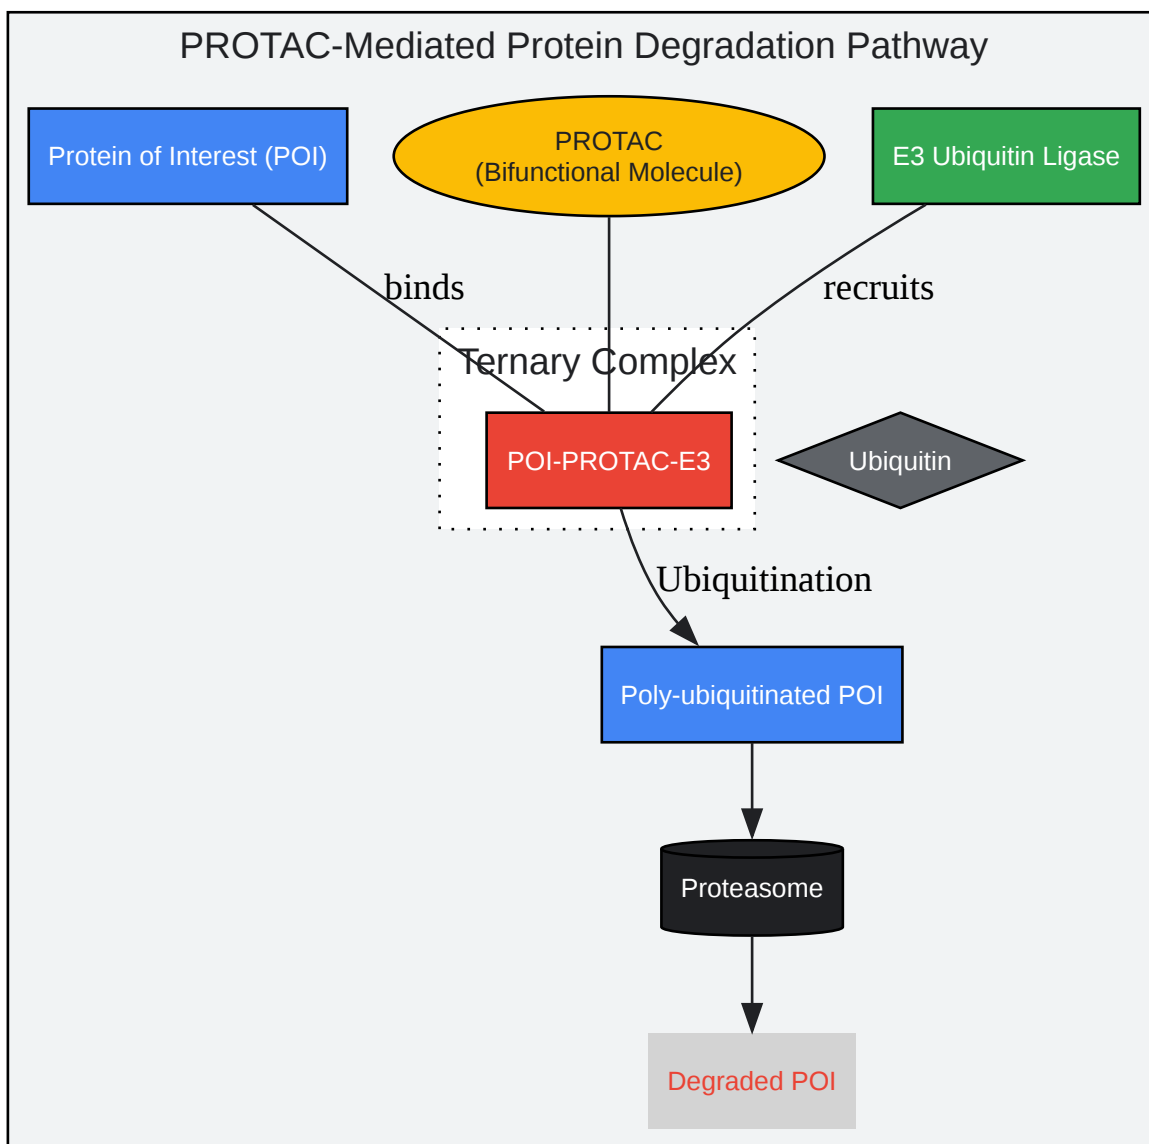 PROTAC-Mediated Protein Degradation Pathway
Protein of Interest (POI)
PROTAC
(Bifunctional Molecule)
E3 Ubiquitin Ligase
binds
recruits
Ternary Complex
POI-PROTAC-E3
Ubiquitin
Ubiquitination
Poly-ubiquitinated POI
Proteasome
Degraded POI